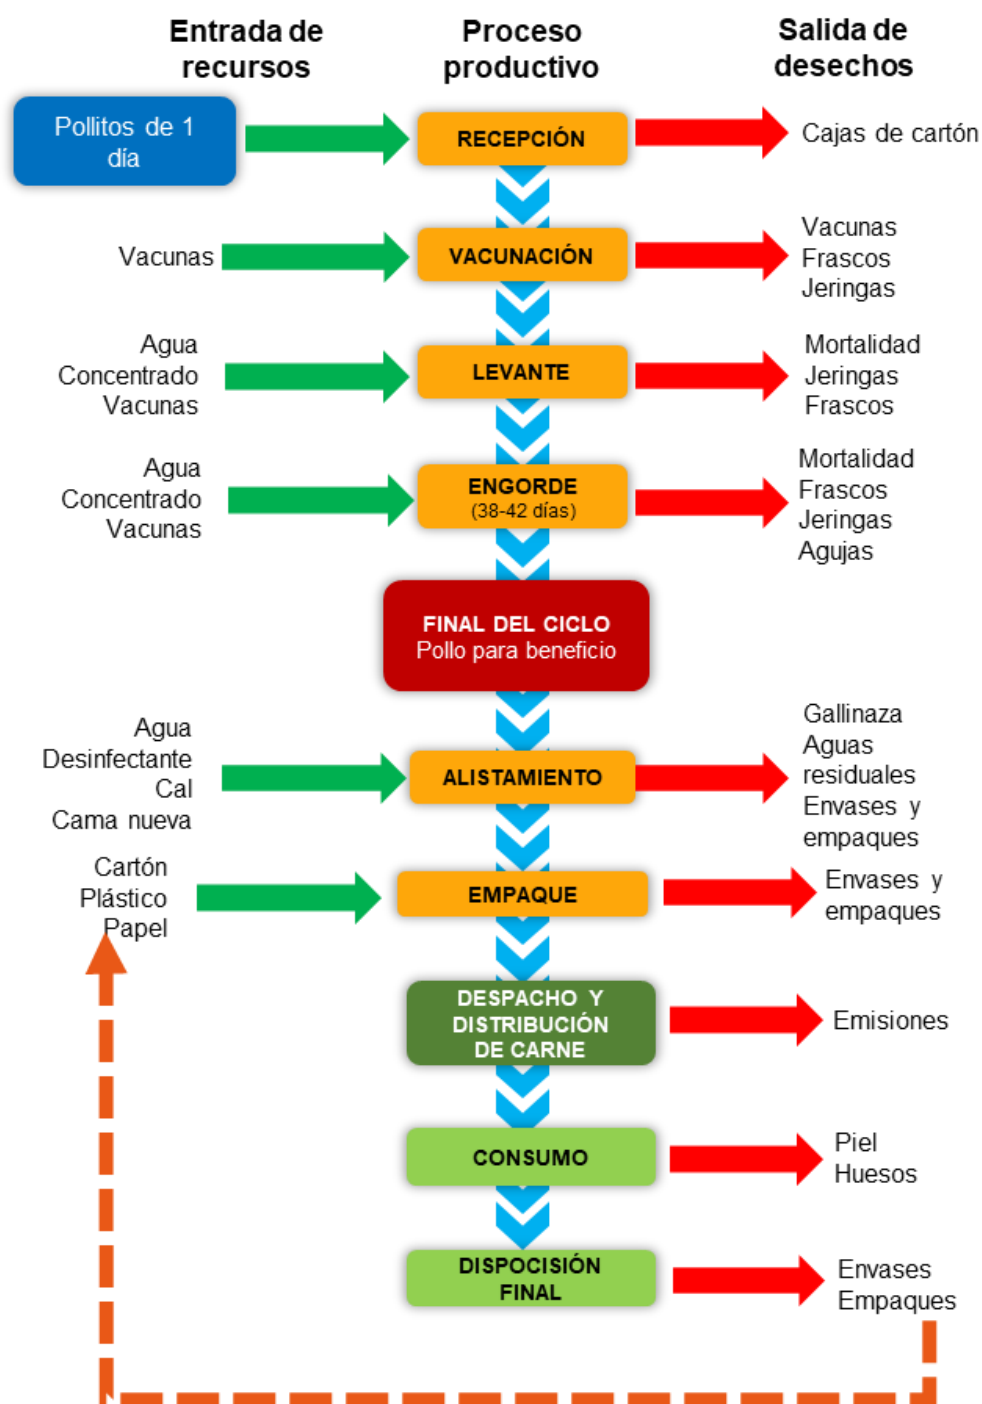 Entrada de
recursos
Proceso
productivo
Salida de
desechos
Pollitos de 1
día
RECEPCIÓN
Cajas de cartón
Vacunas
VACUNACIÓN
Vacunas
Frascos
Jeringas
Agua
Concentrado
Vacunas
LEVANTE
Mortalidad
Jeringas
Frascos
Agua
Concentrado
Vacunas
ENGORDE
(38-42 días)
Mortalidad
Frascos
Jeringas
Agujas
FINAL DEL CICLO
Pollo para beneficio
Agua
Desinfectante
Cal
Cama nueva
ALISTAMIENTO
Gallinaza
Aguas
residuales
Envases y
empaques
Cartón
Plástico
Papel
EMPAQUE
Envases y
empaques
DESPACHO Y
DISTRIBUCIÓN
DE CARNE
Emisiones
CONSUMO
Piel
Huesos
DISPOCISIÓN
FINAL
Envases
Empaques